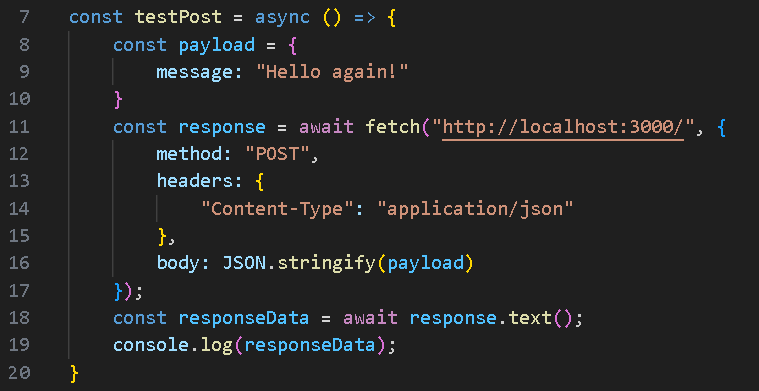 7 const testPost = async () => {
8     const payload = {
9         message: "Hello again!"
10     }
11     const response = await fetch("http://localhost:3000/", {
12         method: "POST",
13         headers: {
14             "Content-Type": "application/json"
15         },
16         body: JSON.stringify(payload)
17     });
18     const responseData = await response.text();
19     console.log(responseData);
20 }